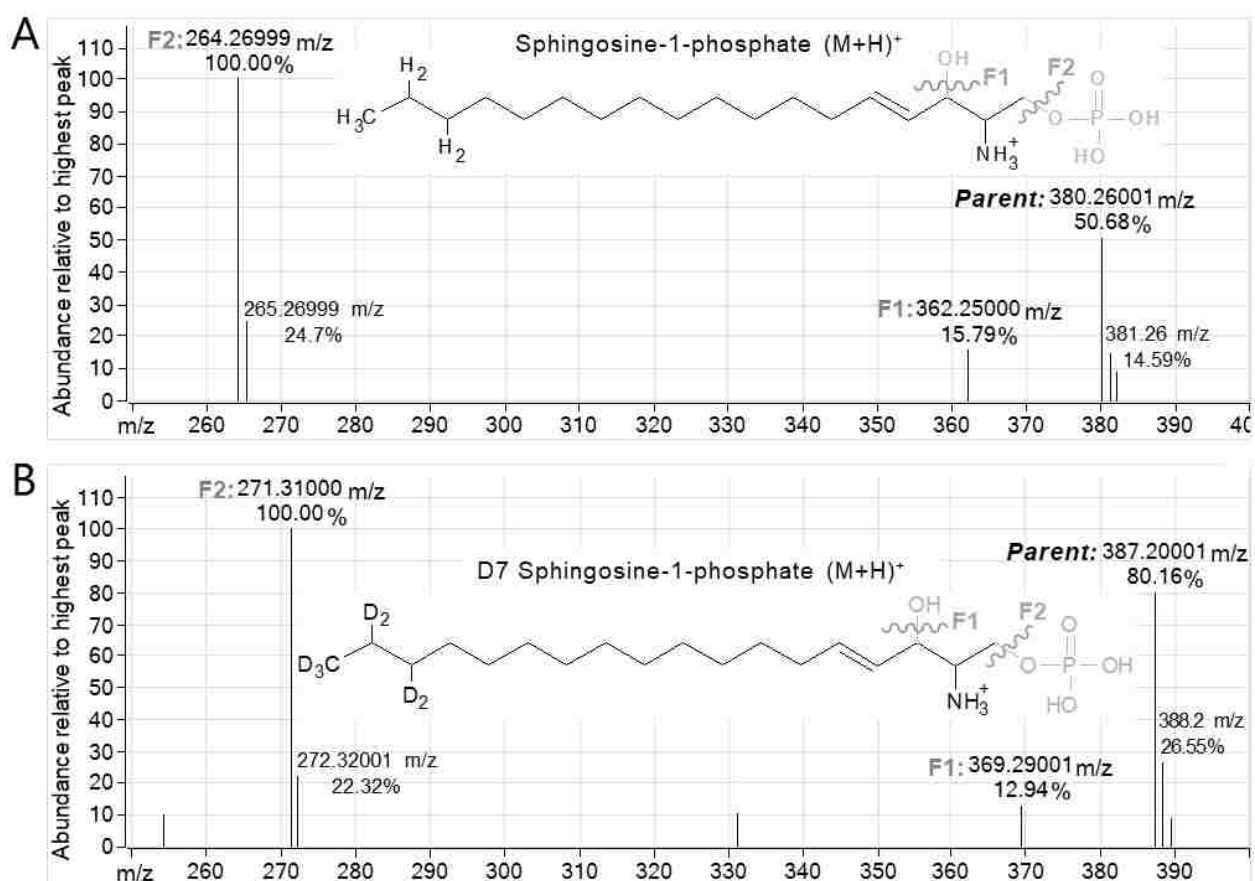 A
Abundance relative to highest peak
110
100
90
80
70
60
50
40
30
20
10
0
F2: 264.26999 m/z
100.00%
265.26999 m/z
24.7%
Sphingosine-1-phosphate (M+H)+
H2
H3C
H2
OH
F1
F2
O
O
P
OH
HO
NH3+
Parent: 380.26001 m/z
50.68%
F1: 362.25000 m/z
15.79%
381.26 m/z
14.59%
m/z 260 270 280 290 300 310 320 330 340 350 360 370 380 390 40
B
Abundance relative to highest peak
110
100
90
80
70
60
50
40
30
20
10
0
F2: 271.31000 m/z
100.00 %
272.32001 m/z
22.32%
D7 Sphingosine-1-phosphate (M+H)+
D2
D3C
D2
OH
F1
F2
O
O
P
OH
HO
NH3+
Parent: 387.20001 m/z
80.16%
388.2 m/z
26.55%
F1: 369.29001 m/z
12.94%
m/z 260 270 280 290 300 310 320 330 340 350 360 370 380 390